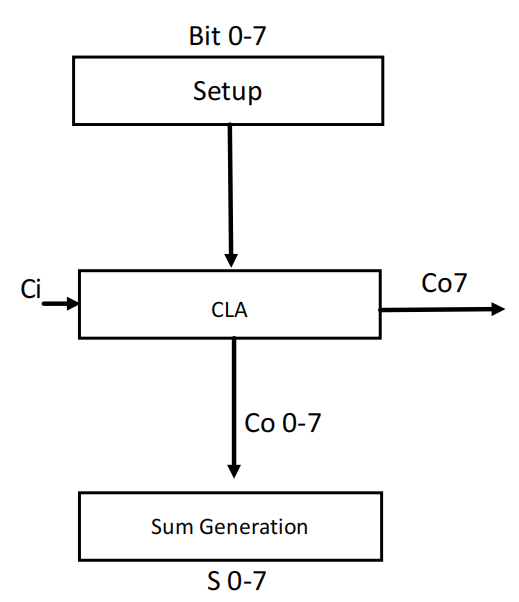 Bit 0-7
Setup
Ci
Co7
CLA
Co 0-7
Sum Generation
S 0-7